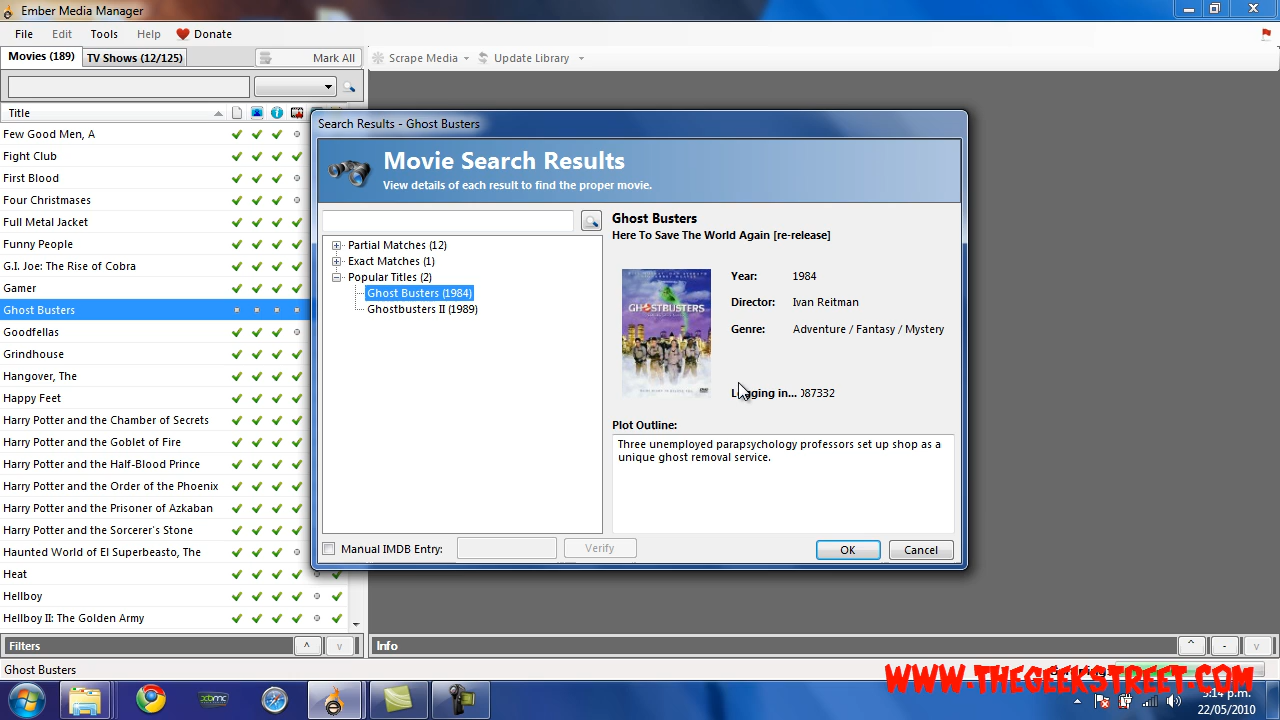 Ember Media Manager
File Edit Tools Help Donate
Movies (189) TV Shows (12/125) Mark All Scrape Media Update Library
Title
Few Good Men, A
Fight Club
First Blood
Four Christmases
Full Metal Jacket
Funny People
G.I. Joe: The Rise of Cobra
Gamer
Ghost Busters
Goodfellas
Grindhouse
Hangover, The
Happy Feet
Harry Potter and the Chamber of Secrets
Harry Potter and the Goblet of Fire
Harry Potter and the Half-Blood Prince
Harry Potter and the Order of the Phoenix
Harry Potter and the Prisoner of Azkaban
Harry Potter and the Sorcerer's Stone
Haunted World of El Superbeasto, The
Heat
Hellboy
Hellboy II: The Golden Army
Search Results - Ghost Busters
Movie Search Results
View details of each result to find the proper movie.
Partial Matches (12)
Exact Matches (1)
Popular Titles (2)
Ghost Busters (1984)
Ghostbusters II (1989)
Ghost Busters
Here To Save The World Again [re-release]
GHOSTBUSTERS
Year: 1984
Director: Ivan Reitman
Genre: Adventure / Fantasy / Mystery
in... 087332
Plot Outline:
Three unemployed parapsychology professors set up shop as a
unique ghost removal service.
Manual IMDB Entry: Verify OK Cancel
Filters Info
Ghost Busters
WWW.THEGEEKSTREET.COM
xbmc
5:14 p.m.
22/05/2010